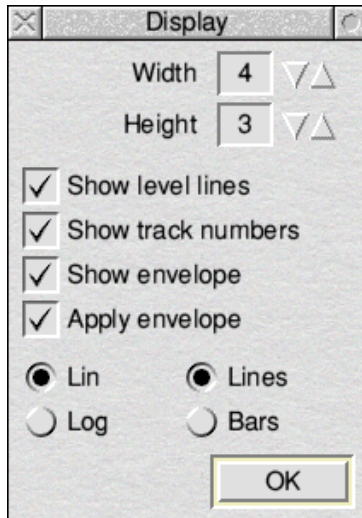 Display
Width 4
Height 3
Show level lines
Show track numbers
Show envelope
Apply envelope
Lin Lines
Log Bars
OK